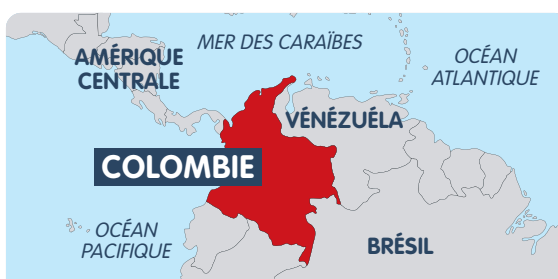 MER DES CARAÏBES
AMÉRIQUE
CENTRALE
OCÉAN
ATLANTIQUE
VÉNÉZUÉLA
COLOMBIE
OCÉAN
PACIFIQUE
BRÉSIL